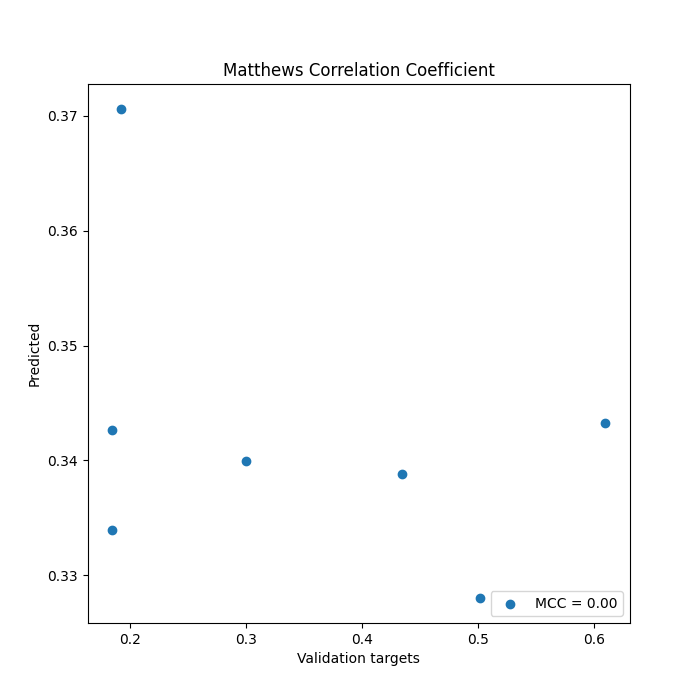 Matthews Correlation Coefficient
0.37
0.36
0.35
0.34
0.33
Predicted
MCC = 0.00
0.2 0.3 0.4 0.5 0.6
Validation targets